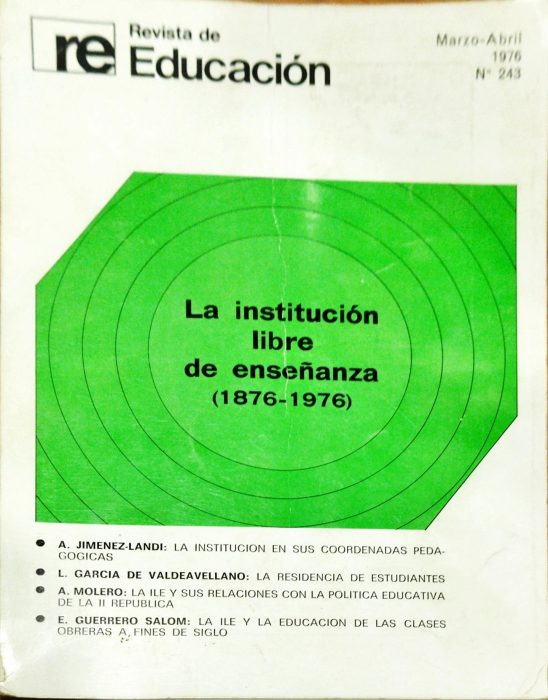 re
Revista de
Educación
Marzo-Abril
1976
N° 243
La institución
libre
de enseñanza
(1876-1976)
A. JIMENEZ-LANDI: LA INSTITUCION EN SUS COORDENADAS PEDA-
GOGICAS
L. GARCIA DE VALDEAVELLANO: LA RESIDENCIA DE ESTUDIANTES
A. MOLERO: LA ILE Y SUS RELACIONES CON LA POLITICA EDUCATIVA
DE LA II REPUBLICA
E. GUERRERO SALOM: LA ILE Y LA EDUCACION DE LAS CLASES
OBRERAS A FINES DE SIGLO